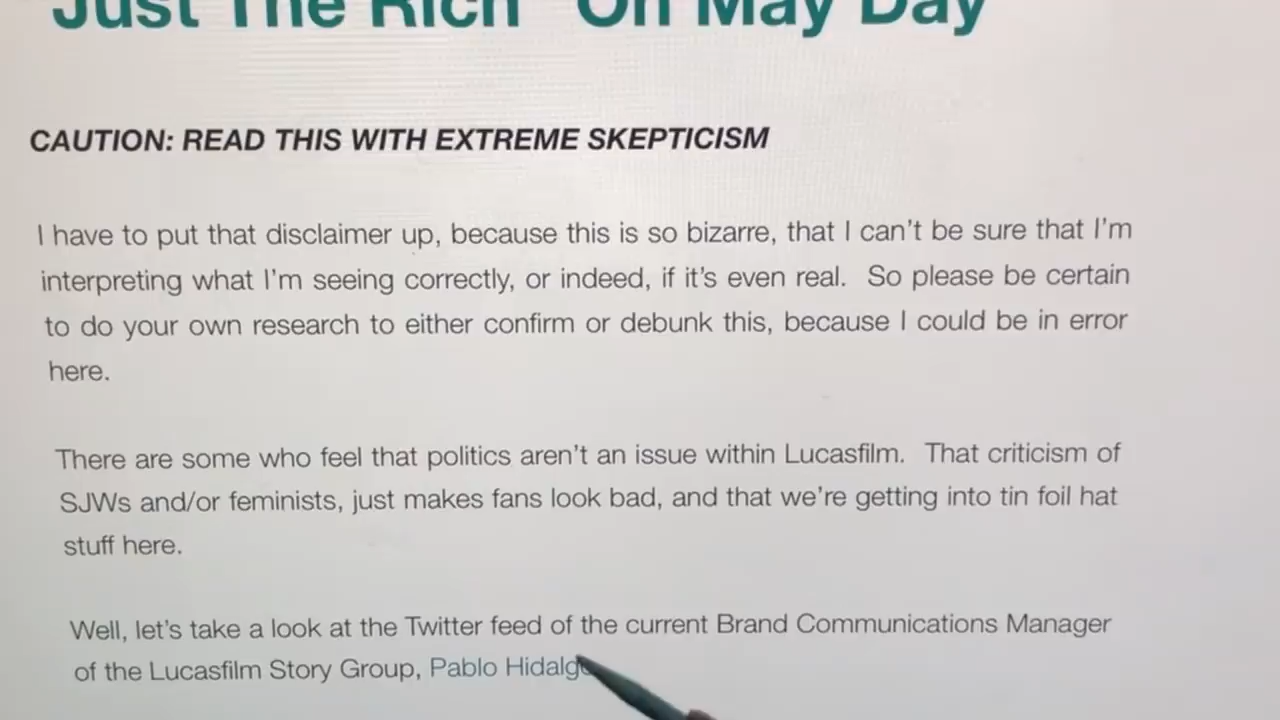 "Just The Rich" On May Day
CAUTION: READ THIS WITH EXTREME SKEPTICISM
I have to put that disclaimer up, because this is so bizarre, that I can't be sure that I'm
interpreting what I'm seeing correctly, or indeed, if it's even real.  So please be certain
to do your own research to either confirm or debunk this, because I could be in error
here.
There are some who feel that politics aren't an issue within Lucasfilm.  That criticism of
SJWs and/or feminists, just makes fans look bad, and that we're getting into tin foil hat
stuff here.
Well, let's take a look at the Twitter feed of the current Brand Communications Manager
of the Lucasfilm Story Group, Pablo Hidalgo